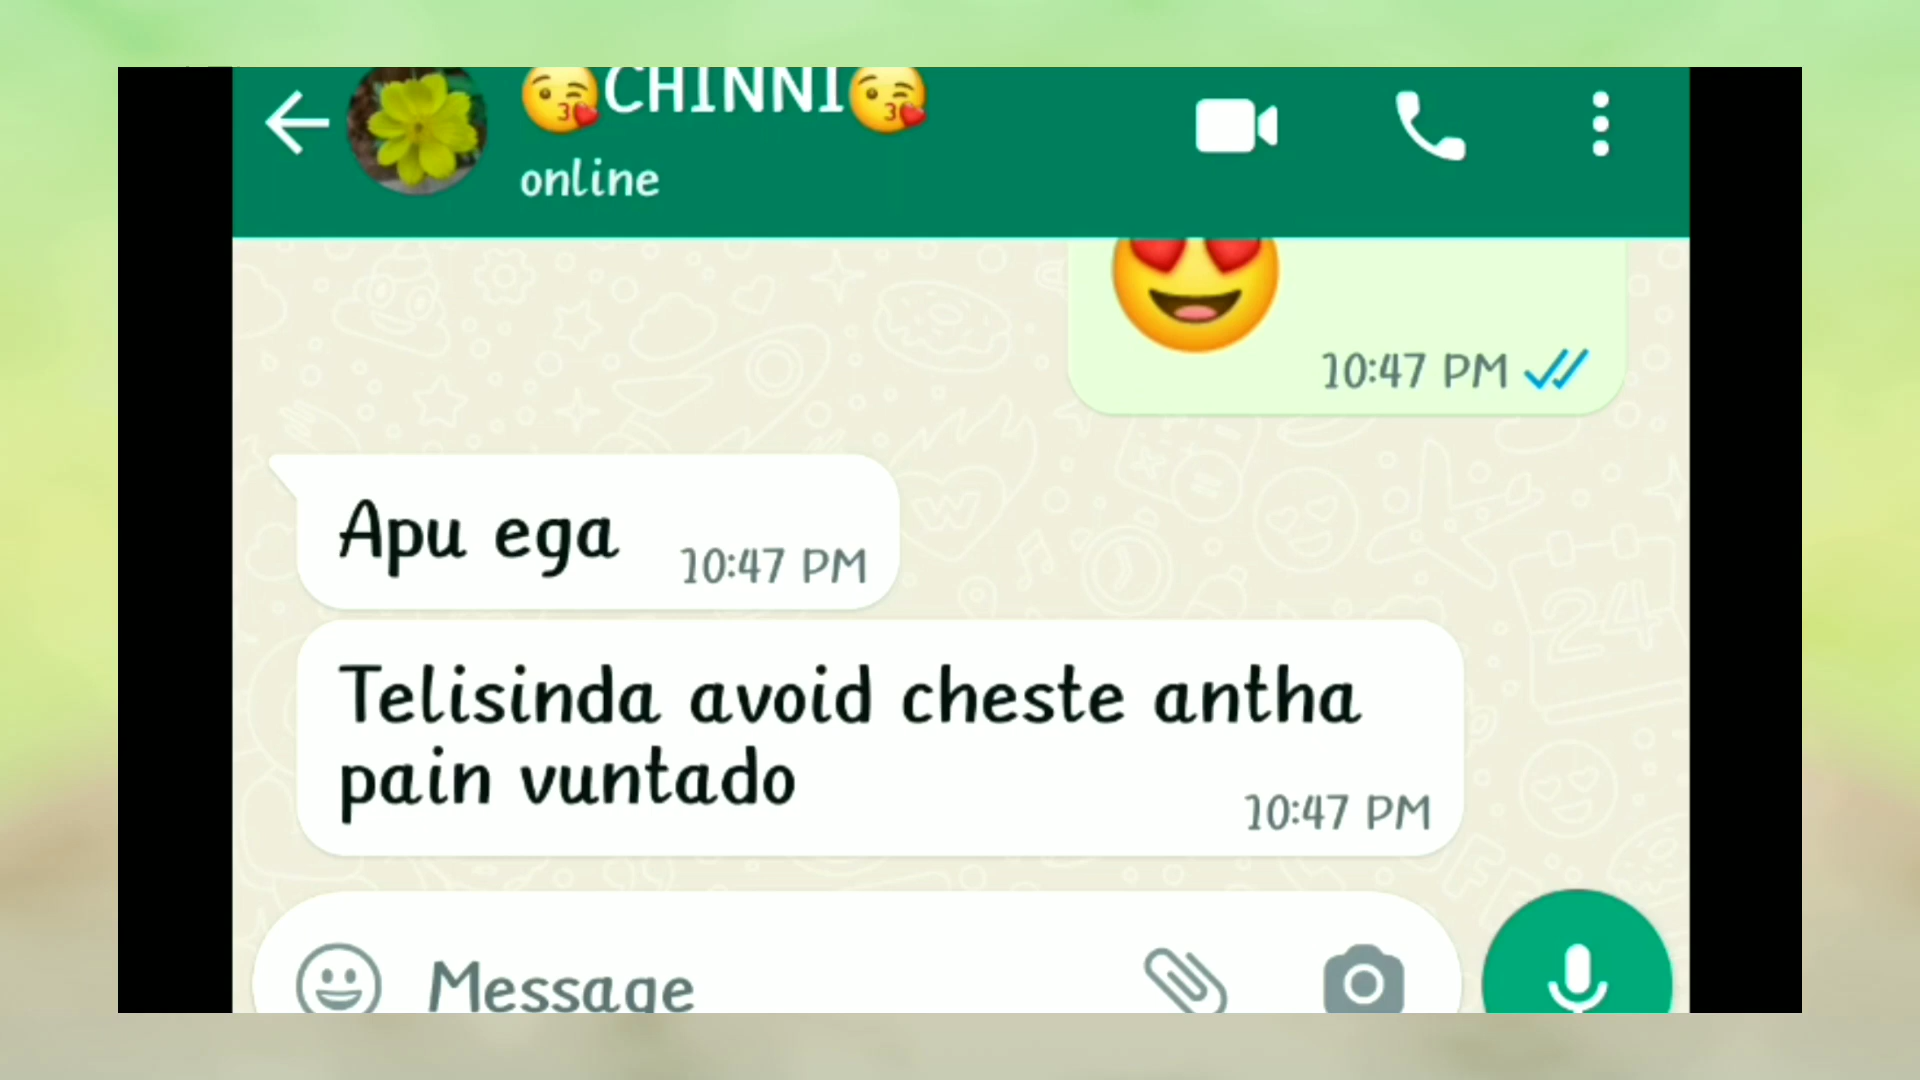 😘CHINNI😘
online
😍
10:47 PM
Apu ega
10:47 PM
Telisinda avoid cheste antha
pain vuntado
10:47 PM
Message